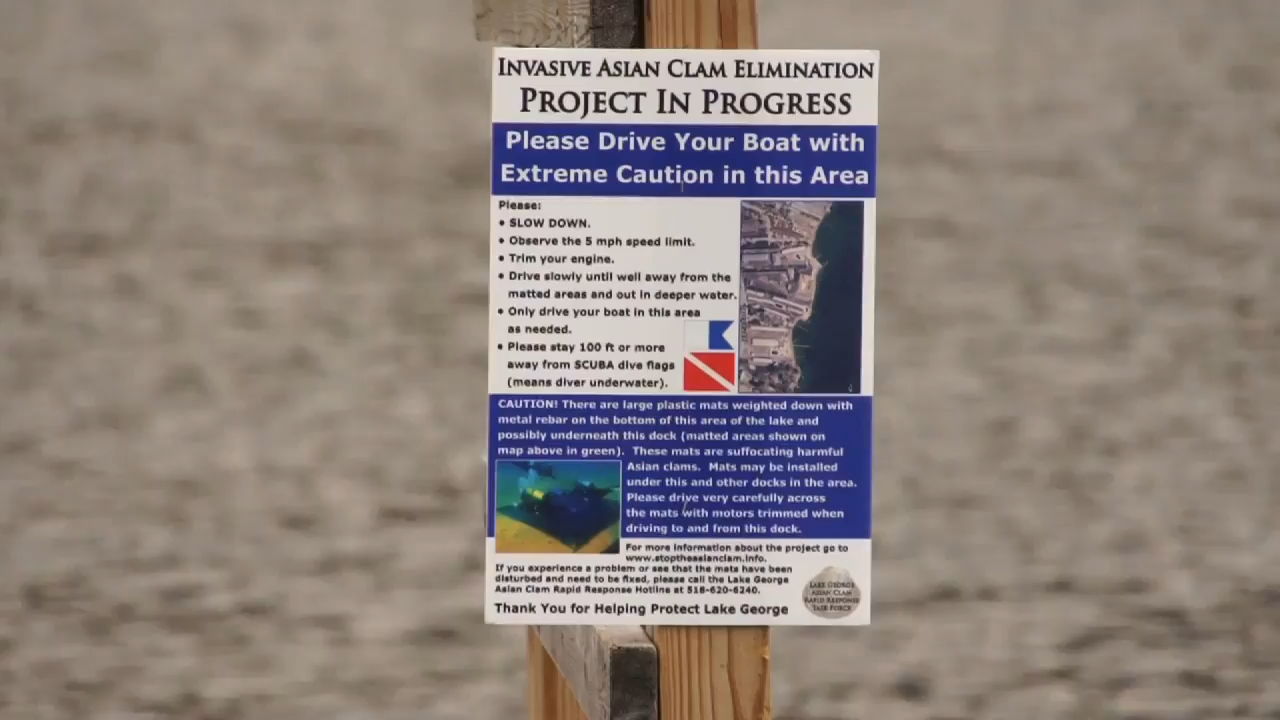 INVASIVE ASIAN CLAM ELIMINATION
PROJECT IN PROGRESS
Please Drive Your Boat with
Extreme Caution in this Area
Please:
• SLOW DOWN.
• Observe the 5 mph speed limit.
• Trim your engine.
• Drive slowly until well away from the
matted areas and out in deeper water.
• Only drive your boat in this area
as needed.
• Please stay 100 ft or more
away from SCUBA dive flags
(means diver underwater).
CAUTION! There are large plastic mats weighted down with
metal rebar on the bottom of this area of the lake and
possibly underneath this dock (matted areas shown on
map above in green). These mats are suffocating harmful
Asian clams. Mats may be installed
under this and other docks in the area.
Please drive very carefully across
the mats with motors trimmed when
driving to and from this dock.
For more information about the project go to
www.stoptheasianclam.info.
If you experience a problem or see that the mats have been
disturbed and need to be fixed, please call the Lake George
Asian Clam Rapid Response Hotline at 518-620-6240.
Thank You for Helping Protect Lake George
LAKE GEORGE
ASIAN CLAM
RAPID RESPONSE
TASK FORCE